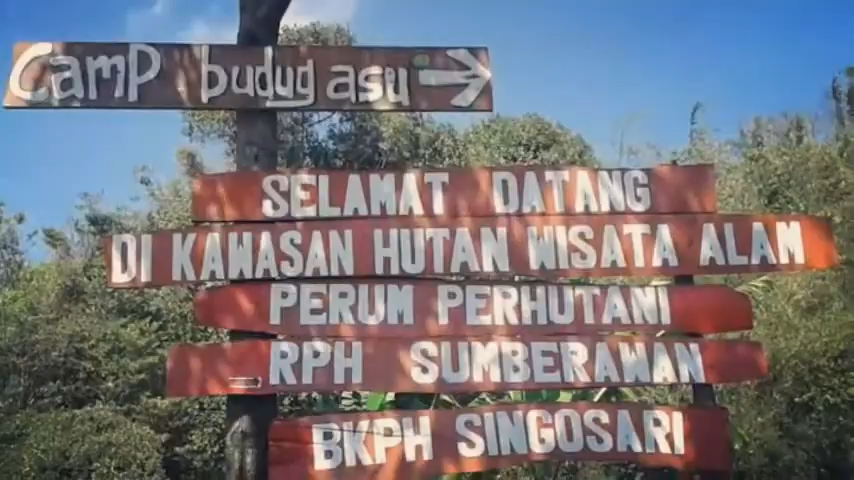 CamP budug asu →
SELAMAT DATANG
DI KAWASAN HUTAN WISATA ALAM
PERUM PERHUTANI
RPH SUMBERAWAN
BKPH SINGOSARI